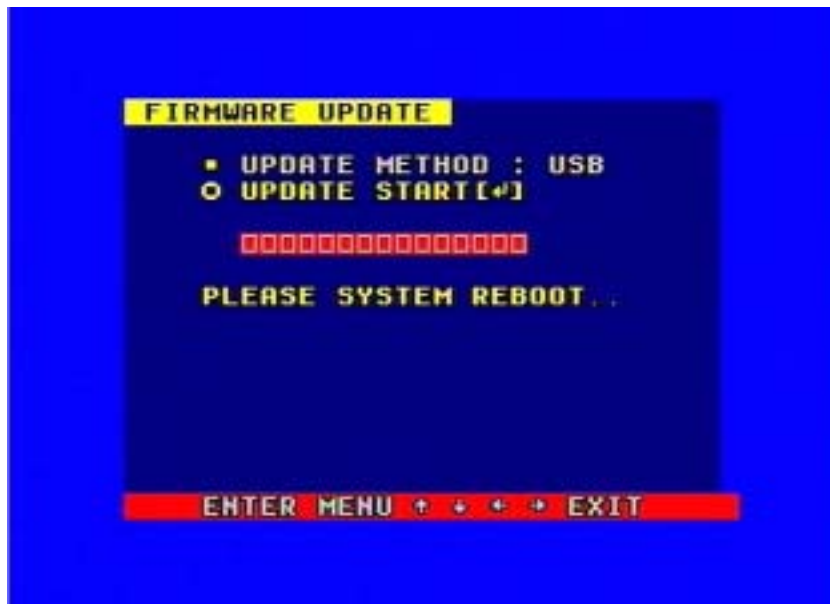 FIRMWARE UPDATE
UPDATE METHOD : USB
UPDATE START[↵]
PLEASE SYSTEM REBOOT..
ENTER MENU ↑ ↓ ← → EXIT